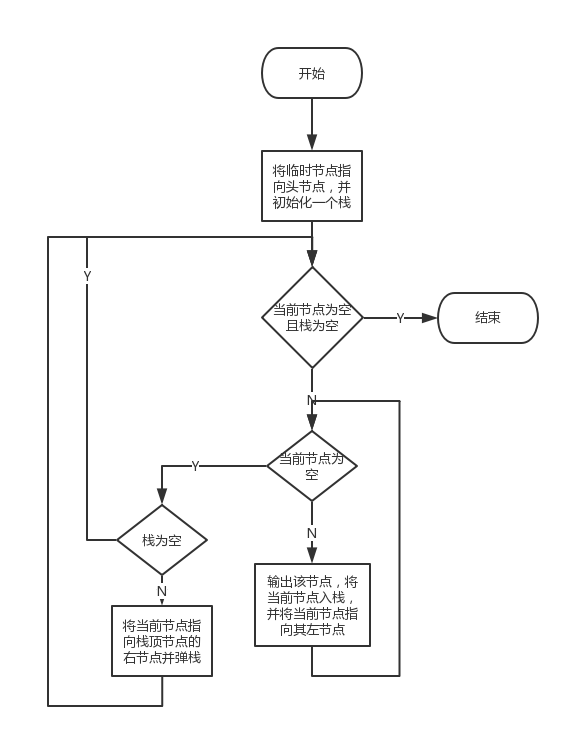 开始
将临时节点指
向头节点，并
初始化一个栈
Y
当前节点为空
且栈为空
Y
结束
N
当前节点为
空
Y
N
栈为空
N
输出该节点，将
当前节点入栈，
并将当前节点指
向其左节点
将当前节点指
向栈顶节点的
右节点并弹栈